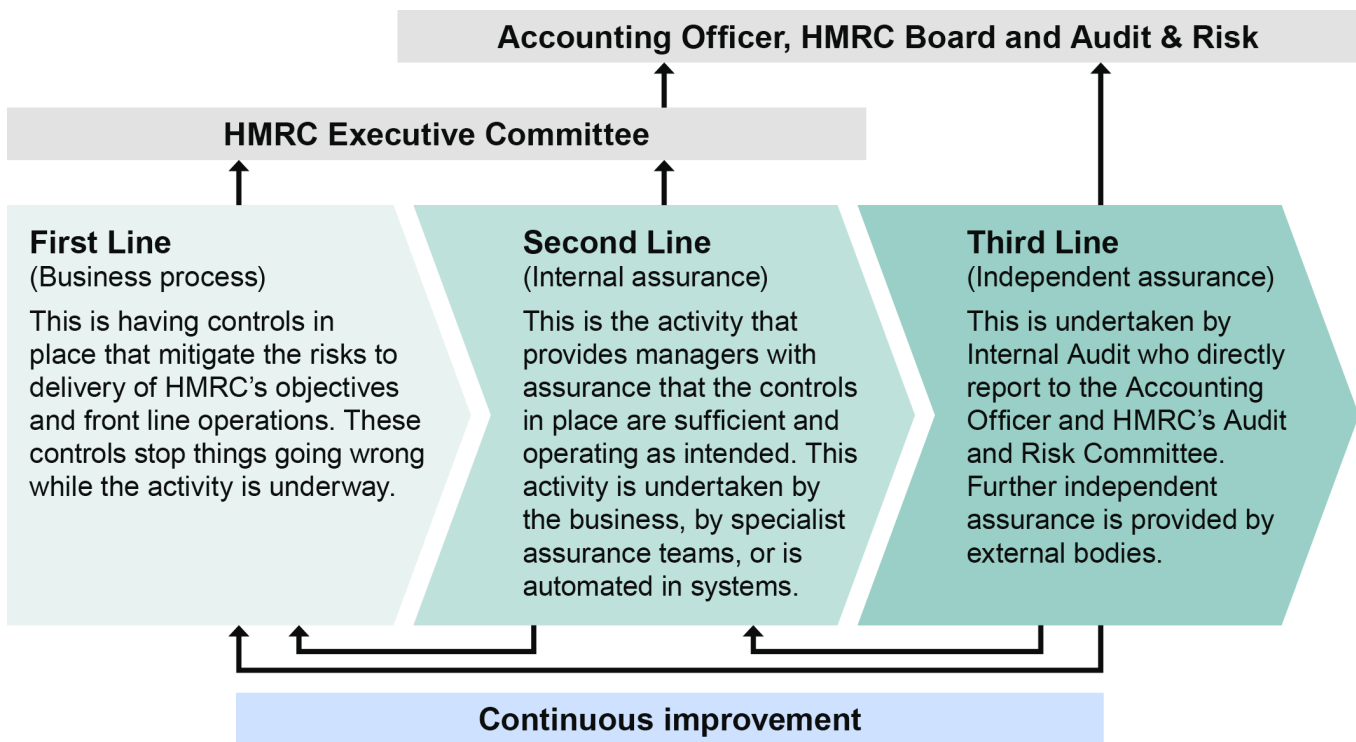 Accounting Officer, HMRC Board and Audit & Risk
HMRC Executive Committee
First Line
(Business process)
This is having controls in
place that mitigate the risks to
delivery of HMRC’s objectives
and front line operations. These
controls stop things going wrong
while the activity is underway.
Second Line
(Internal assurance)
This is the activity that
provides managers with
assurance that the controls
in place are sufficient and
operating as intended. This
activity is undertaken by
the business, by specialist
assurance teams, or is
automated in systems.
Third Line
(Independent assurance)
This is undertaken by
Internal Audit who directly
report to the Accounting
Officer and HMRC’s Audit
and Risk Committee.
Further independent
assurance is provided by
external bodies.
Continuous improvement